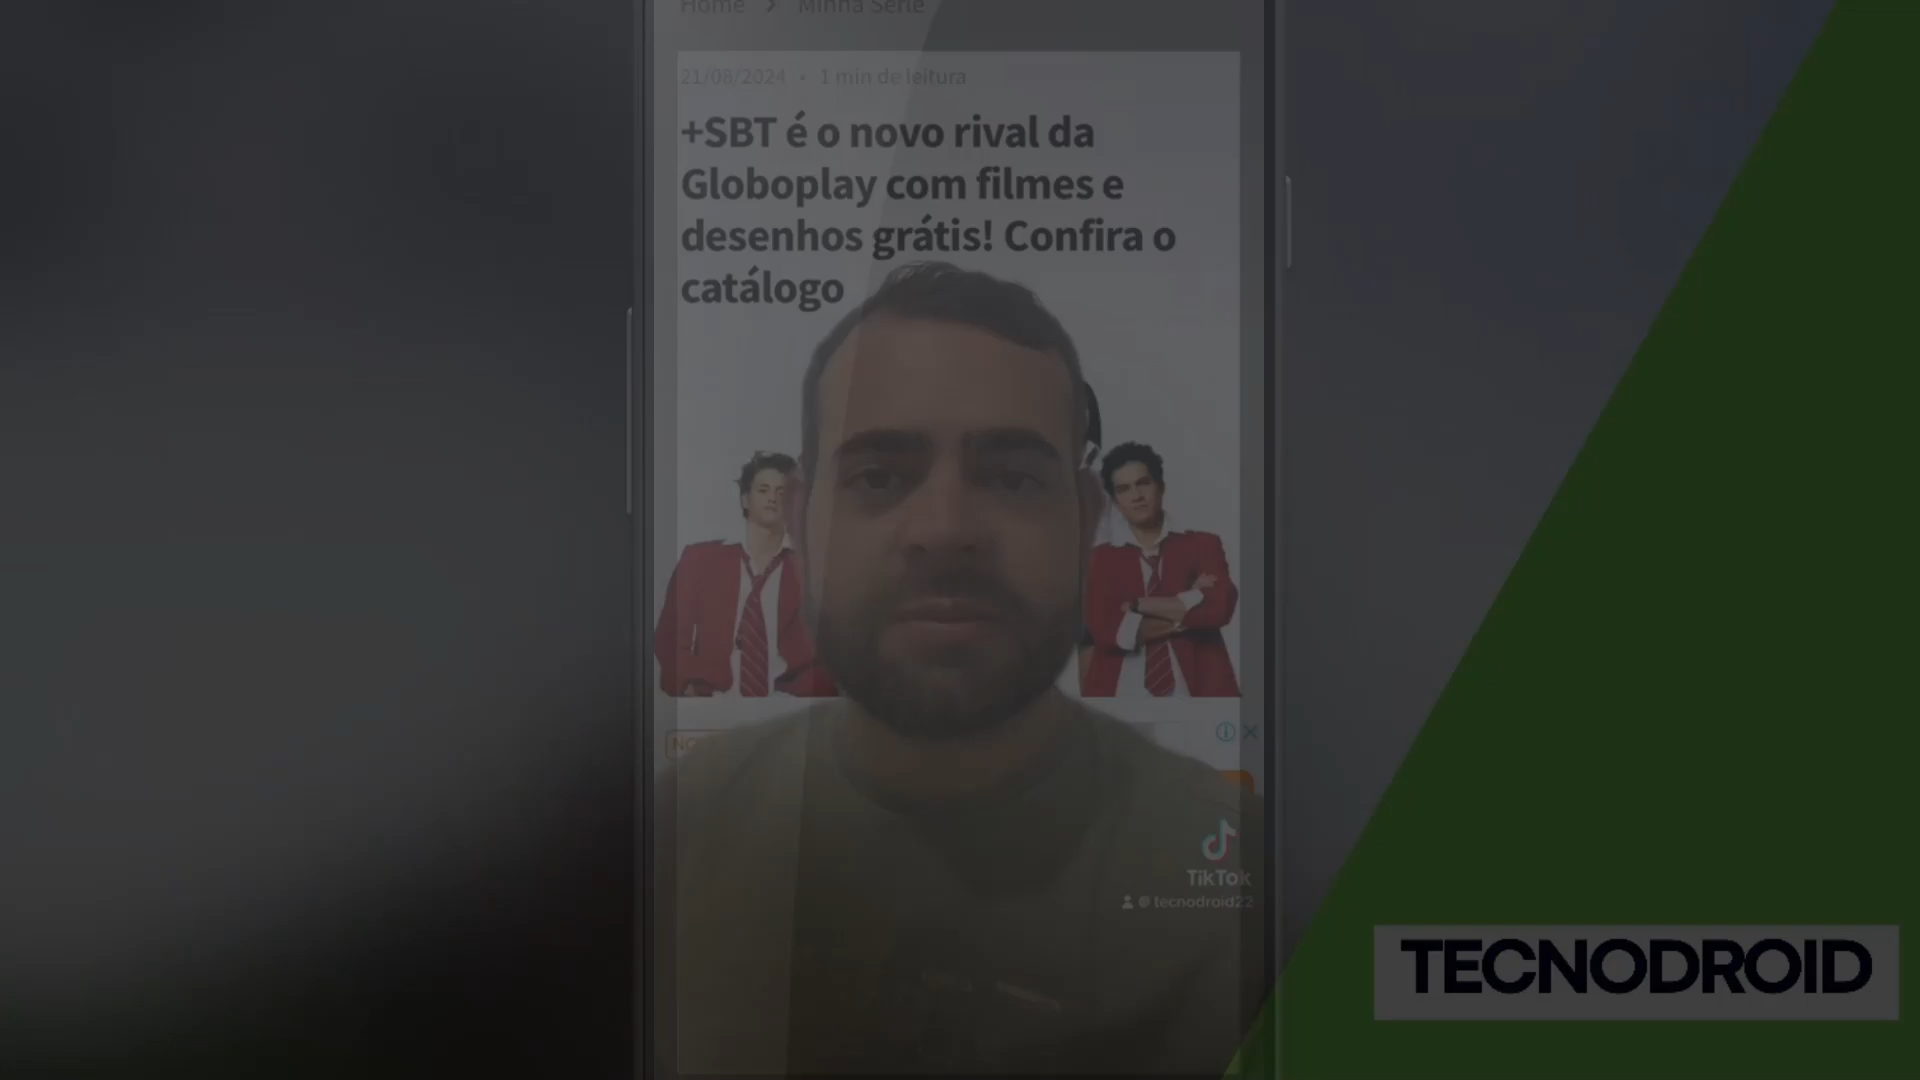 Home > Minha Série
21/08/2024 • 1 min de leitura
+SBT é o novo rival da
Globoplay com filmes e
desenhos grátis! Confira o
catálogo
TikTok
@tecnodroid22
TECNODROID